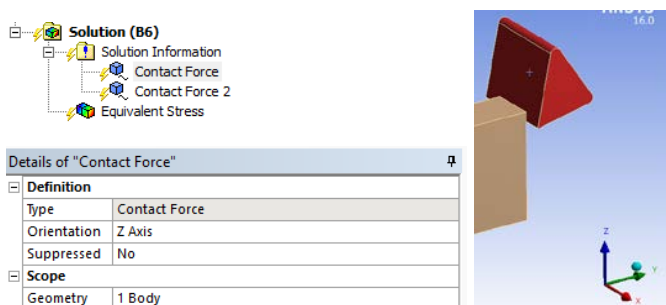 Solution (B6)
Solution Information
Contact Force
Contact Force 2
Equivalent Stress
Details of "Contact Force"
Definition
Type Contact Force
Orientation Z Axis
Suppressed No
Scope
Geometry 1 Body
16.0
Z
Y
X